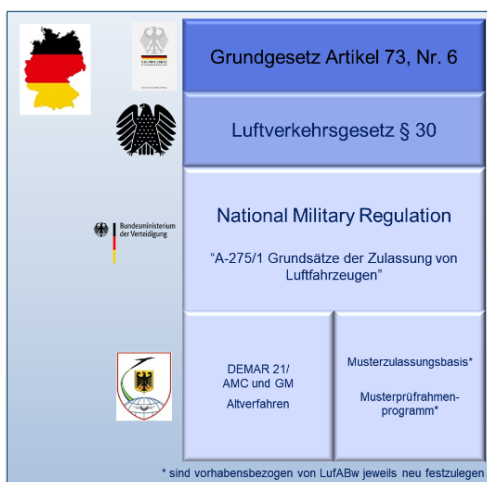 Grundgesetz Artikel 73, Nr. 6
Luftverkehrsgesetz § 30
Bundesministerium
der Verteidigung
National Military Regulation
"A-275/1 Grundsätze der Zulassung von
Luftfahrzeugen"
DEMAR 21/
AMC und GM
Altverfahren
Musterzulassungsbasis*
Musterprüfrahmen-
programm*
* sind vorhabensbezogen von LufABw jeweils neu festzulegen